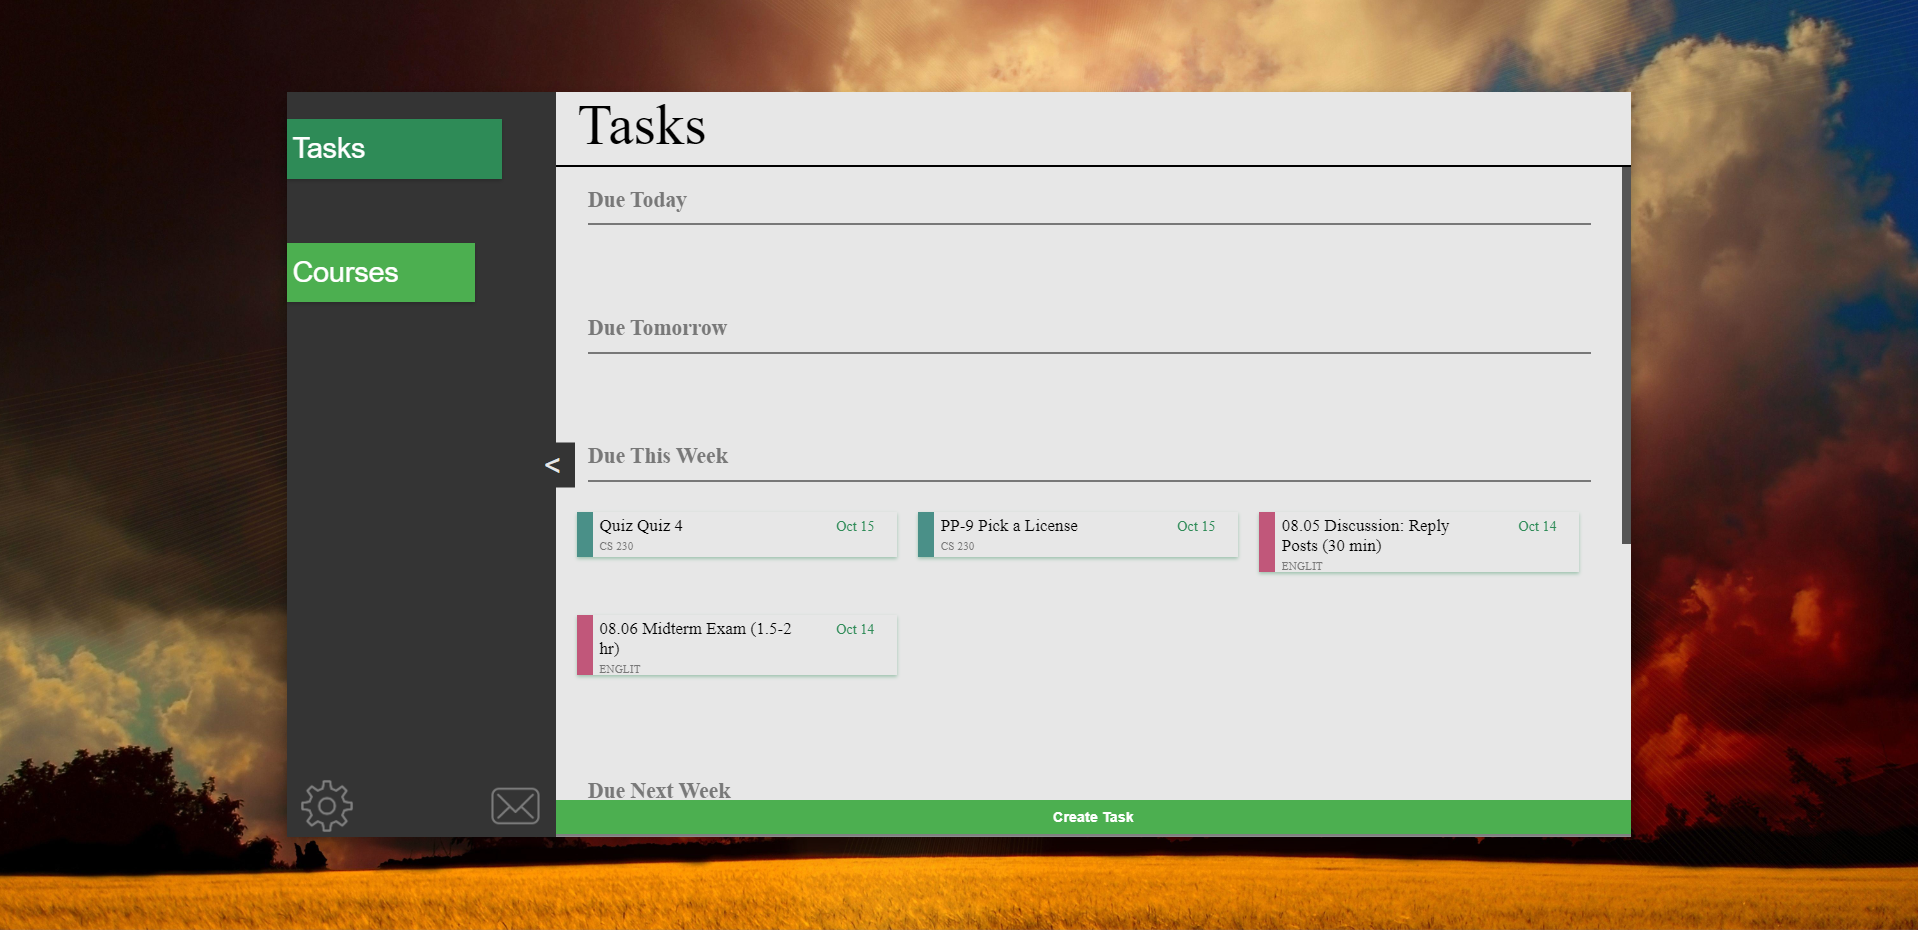 Tasks
Courses
Tasks
Due Today
Due Tomorrow
<
Due This Week
Quiz Quiz 4
Oct 15
CS 230
PP-9 Pick a License
Oct 15
CS 230
08.05 Discussion: Reply
Posts (30 min)
Oct 14
ENGLIT
08.06 Midterm Exam (1.5-2
hr)
Oct 14
ENGLIT
Due Next Week
Create Task